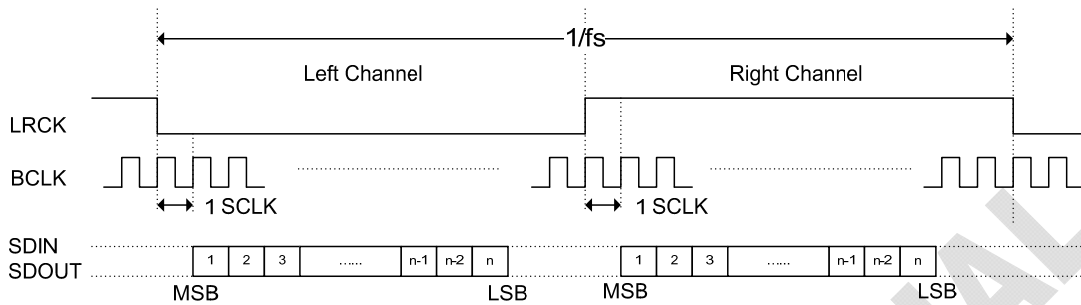 1/fs
Left Channel
Right Channel
LRCK
BCLK
1 SCLK
1 SCLK
SDIN
SDOUT
1 2 3 ...... n-1 n-2 n
1 2 3 ...... n-1 n-2 n
MSB
LSB
MSB
LSB